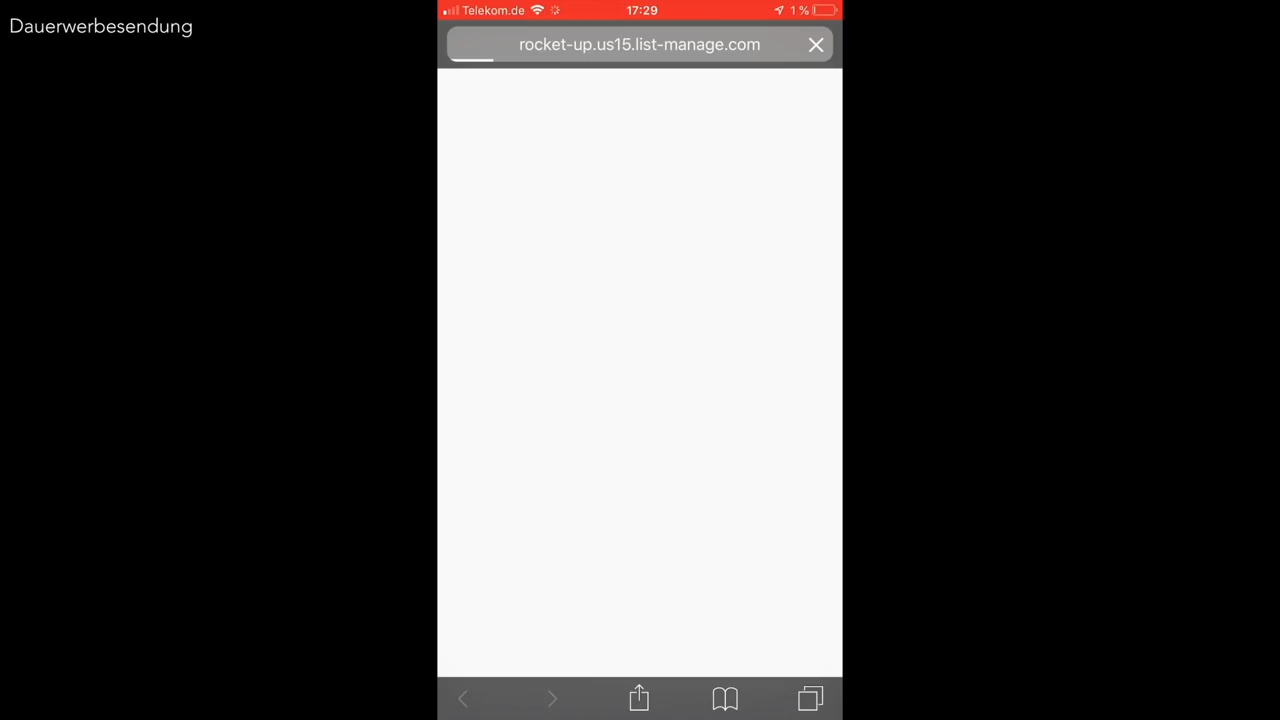 Dauerwerbesendung
Telekom.de 17:29 1 %
rocket-up.us15.list-manage.com